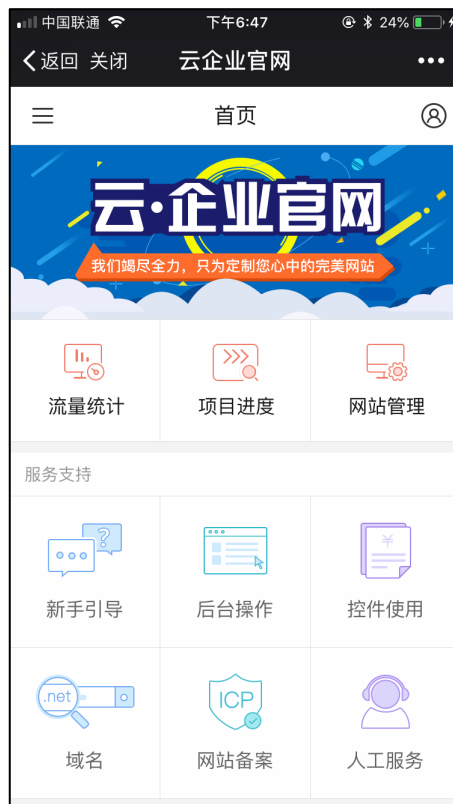 中国联通 下午6:47 24%
返回 关闭 云企业官网
首页
云·企业官网
我们竭尽全力，只为定制您心中的完美网站
流量统计 项目进度 网站管理
服务支持
?
¥
新手引导 后台操作 控件使用
.net ICP
域名 网站备案 人工服务